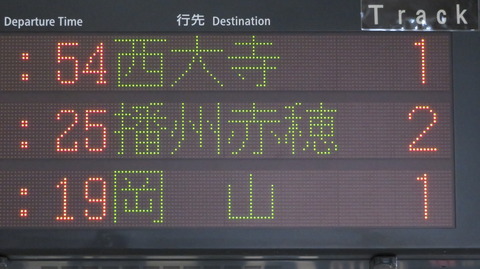 Departure Time 行先 Destination Track
:54 西大寺 1
:25 播州赤穂 2
:19 岡山 1